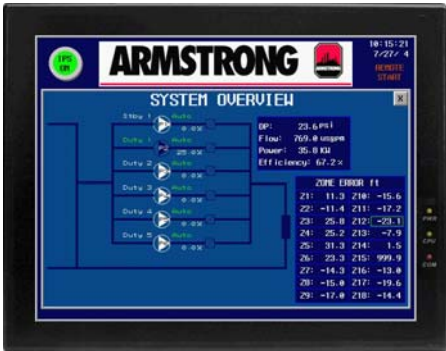 IPS
ON
ARMSTRONG
10:15:21
7/27/ 4
REMOTE
START
SYSTEM OVERVIEW
X
Stby 1 Auto
0.0%
Duty 1 Auto
25.0%
Duty 2 Auto
0.0%
Duty 3 Auto
0.0%
Duty 4 Auto
0.0%
Duty 5 Auto
0.0%
DP: 23.6 psi
Flow: 769.0 usgpm
Power: 35.8 KW
Efficiency: 67.2 %
ZONE ERROR ft
Z1: 11.3 Z10: -15.6
Z2: -11.4 Z11: -17.2
Z3: 25.8 Z12: -23.1
Z4: 25.2 Z13: -7.9
Z5: 31.3 Z14: 1.5
Z6: 23.3 Z15: 999.9
Z7: -14.3 Z16: -13.0
Z8: -15.0 Z17: -19.6
Z9: -17.0 Z18: -14.4
PWR
CPU
COM